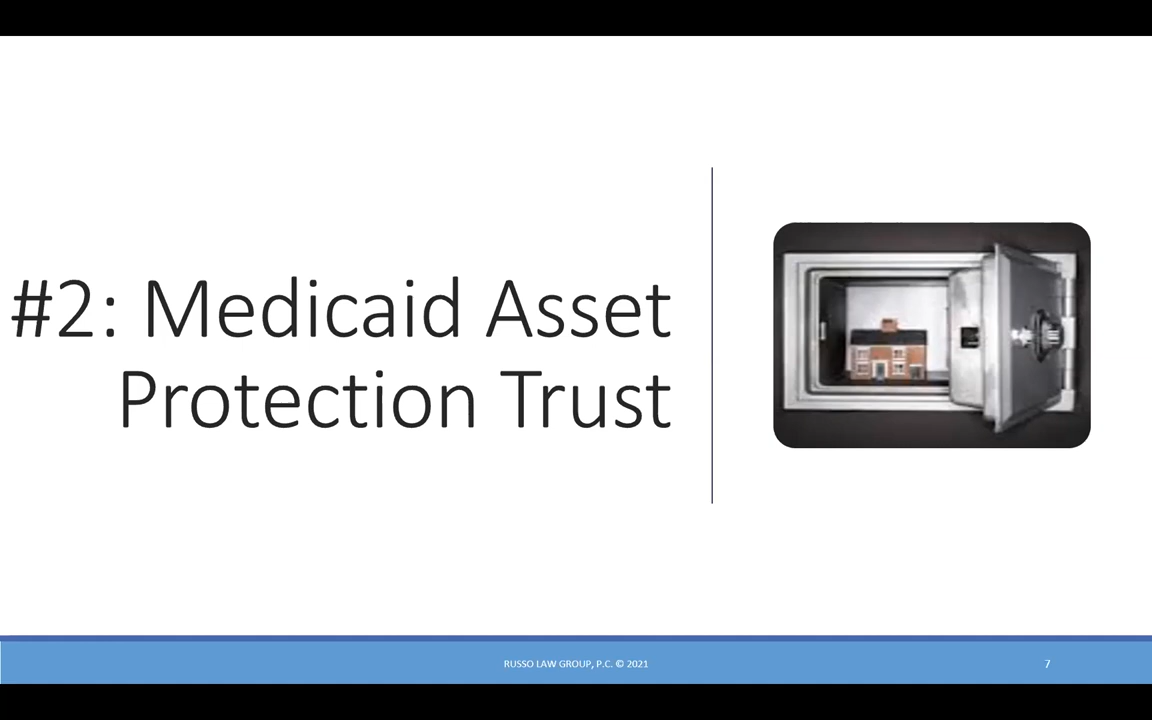 #2: Medicaid Asset
Protection Trust
RUSSO LAW GROUP, P.C. © 2021
7